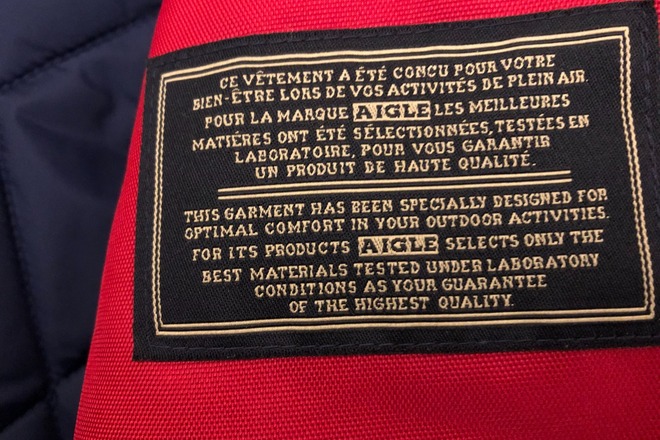 CE VÊTEMENT A ÉTÉ CONCU POUR VOTRE
BIEN-ÊTRE LORS DE VOS ACTIVITÉS DE PLEIN AIR.
POUR LA MARQUE AIGLE LES MEILLEURES
MATIÉRES ONT ÉTÉ SÉLECTIONNÉES, TESTÉES EN
LABORATOIRE, POUR VOUS GARANTIR
UN PRODUIT DE HAUTE QUALITÉ.
THIS GARMENT HAS BEEN SPECIALLY DESIGNED FOR
OPTIMAL COMFORT IN YOUR OUTDOOR ACTIVITIES.
FOR ITS PRODUCTS AIGLE SELECTS ONLY THE
BEST MATERIALS TESTED UNDER LABORATORY
CONDITIONS AS YOUR GUARANTEE
OF THE HIGHEST QUALITY.